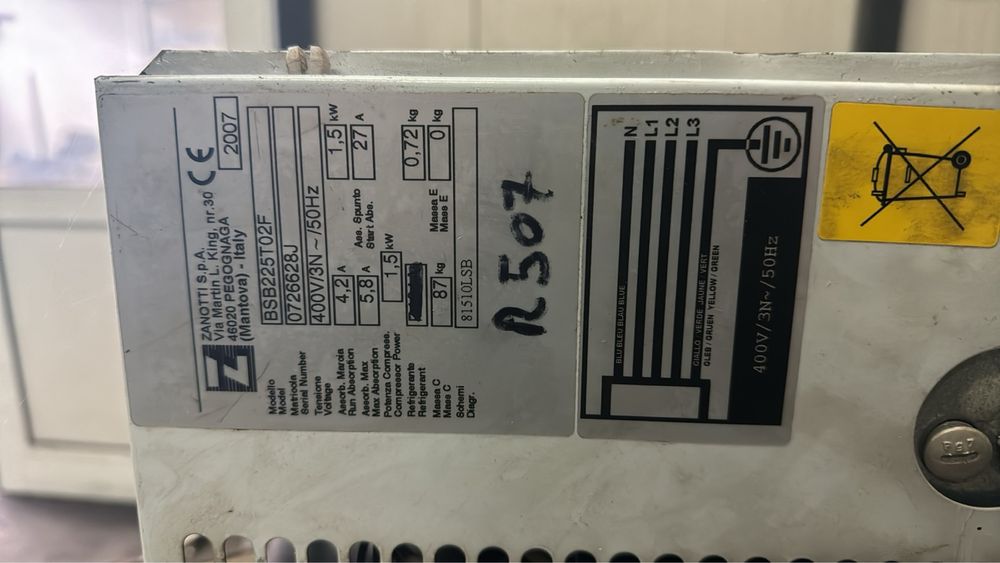 ZANOTTI S.p.A.
Via Martin L. King, nr.30
46020 PEGOGNAGA
(Mantova) - Italy
CE
2007
Modello
Model
BSB225T02F
Matricola
Serial Number
0726628J
Tensione
Voltage
400V/3N~/50Hz
1,5 kW
Assorb. Marcia
Run Absorption
4,2 A
Ass. Spunto
Start Abs.
27 A
Assorb. Max
Max Absorption
5,8 A
Potenza Compress.
Compressor Power
1,5 kW
Refrigerante
Refrigerant
0,72 kg
Massa C
Mass C
87 kg
Massa E
Mass E
0 kg
Schemi
Diagr.
81510LSB
R507
N
L1
L2
L3
BLU BLEU BLAU BLUE
GIALLO/VERDE JAUNE/VERT
GLEB/GRUEN YELLOW/GREEN
400V/3N~/50Hz